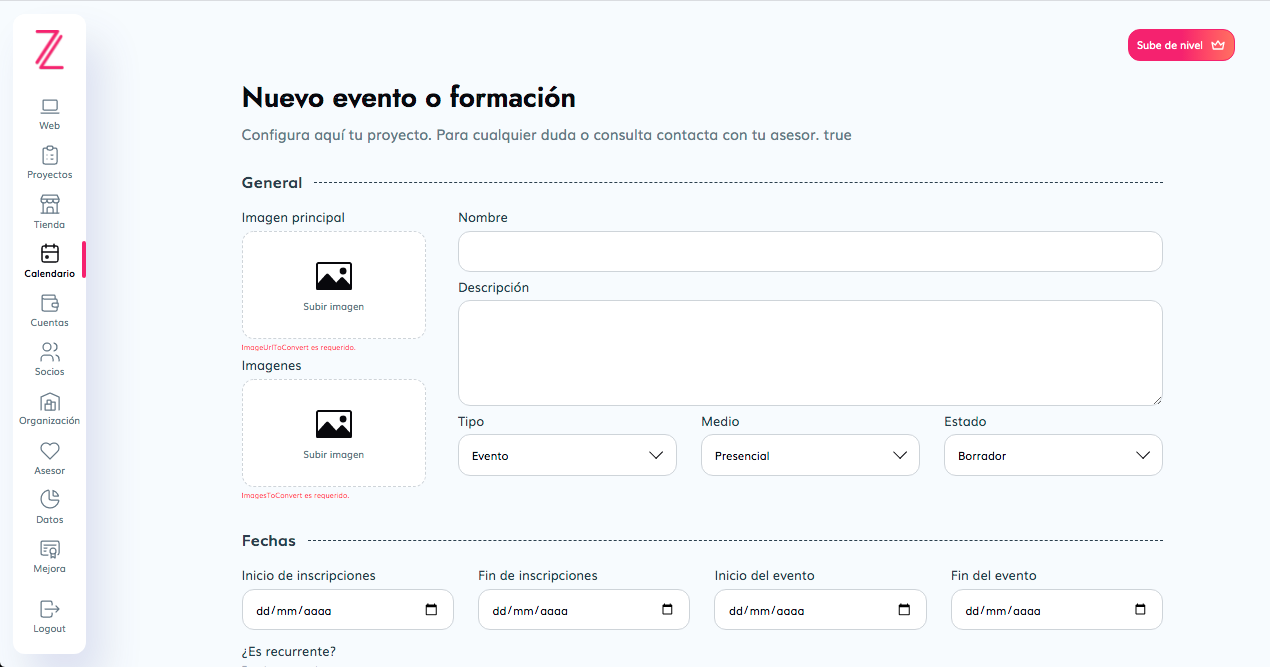 Z
Sube de nivel
Web
Proyectos
Tienda
Calendario
Cuentas
Socios
Organización
Asesor
Datos
Mejora
Logout
Nuevo evento o formación
Configura aquí tu proyecto. Para cualquier duda o consulta contacta con tu asesor. true
General
Imagen principal
Subir imagen
ImageUrlToConvert es requerido.
Imagenes
Subir imagen
ImagesToConvert es requerido.
Nombre
Descripción
Tipo Medio Estado
Evento Presencial Borrador
Fechas
Inicio de inscripciones Fin de inscripciones Inicio del evento Fin del evento
dd/mm/aaaa dd/mm/aaaa dd/mm/aaaa dd/mm/aaaa
¿Es recurrente?